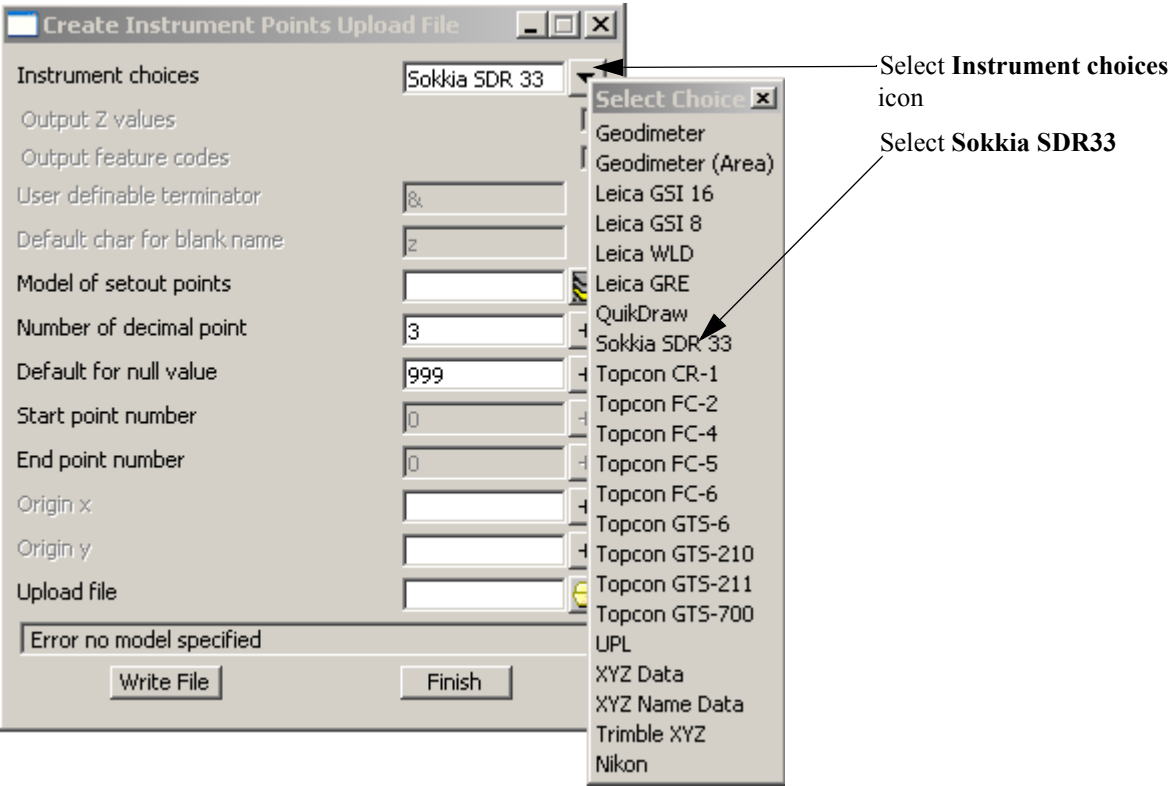 Create Instrument Points Upload File
Instrument choices
Sokkia SDR 33
Output Z values
Output feature codes
User definable terminator
&
Default char for blank name
z
Model of setout points
Number of decimal point
3
Default for null value
999
Start point number
0
End point number
0
Origin x
Origin y
Upload file
Error no model specified
Write File
Finish
Select Choice
Geodimeter
Geodimeter (Area)
Leica GSI 16
Leica GSI 8
Leica WLD
Leica GRE
QuikDraw
Sokkia SDR 33
Topcon CR-1
Topcon FC-2
Topcon FC-4
Topcon FC-5
Topcon FC-6
Topcon GTS-6
Topcon GTS-210
Topcon GTS-211
Topcon GTS-700
UPL
XYZ Data
XYZ Name Data
Trimble XYZ
Nikon
Select Instrument choices
icon
Select Sokkia SDR33